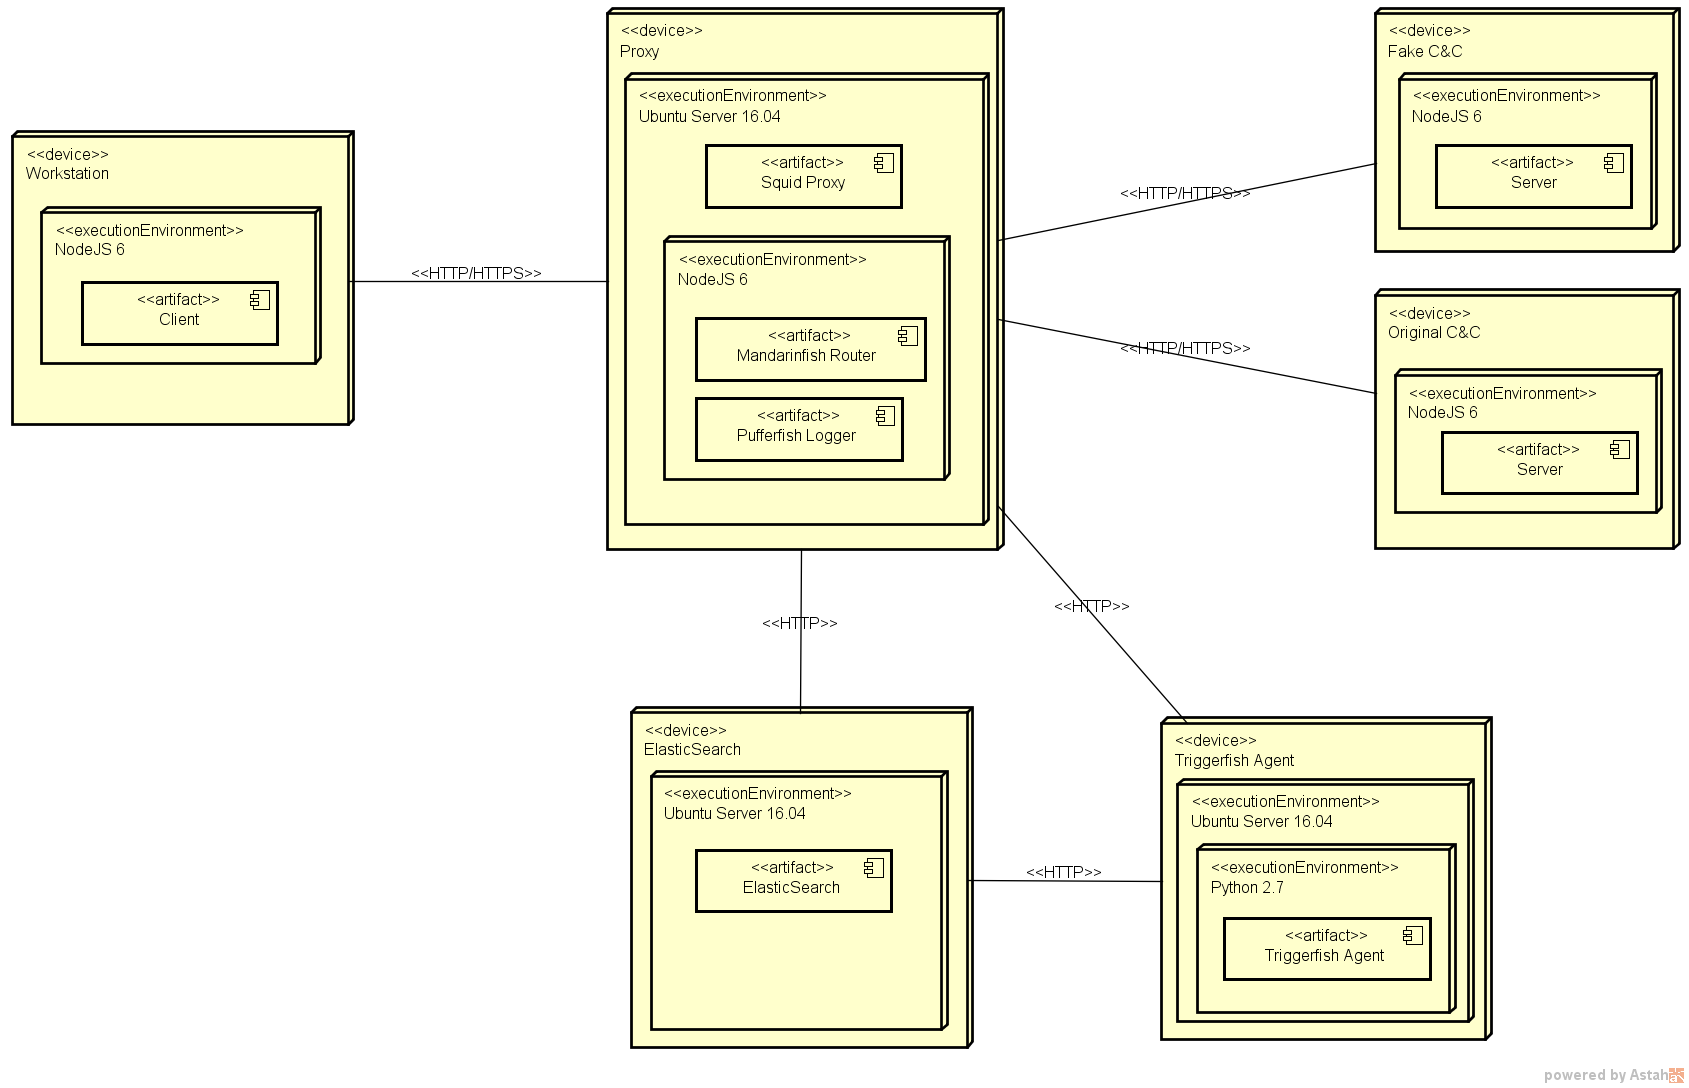 <<device>>
Workstation
<<executionEnvironment>>
NodeJS 6
<<artifact>>
Client
<<HTTP/HTTPS>>
<<device>>
Proxy
<<executionEnvironment>>
Ubuntu Server 16.04
<<artifact>>
Squid Proxy
<<executionEnvironment>>
NodeJS 6
<<artifact>>
Mandarinfish Router
<<artifact>>
Pufferfish Logger
<<HTTP/HTTPS>>
<<device>>
Fake C&C
<<executionEnvironment>>
NodeJS 6
<<artifact>>
Server
<<HTTP/HTTPS>>
<<device>>
Original C&C
<<executionEnvironment>>
NodeJS 6
<<artifact>>
Server
<<HTTP>>
<<HTTP>>
<<device>>
ElasticSearch
<<executionEnvironment>>
Ubuntu Server 16.04
<<artifact>>
ElasticSearch
<<HTTP>>
<<device>>
Triggerfish Agent
<<executionEnvironment>>
Ubuntu Server 16.04
<<executionEnvironment>>
Python 2.7
<<artifact>>
Triggerfish Agent
powered by Astah